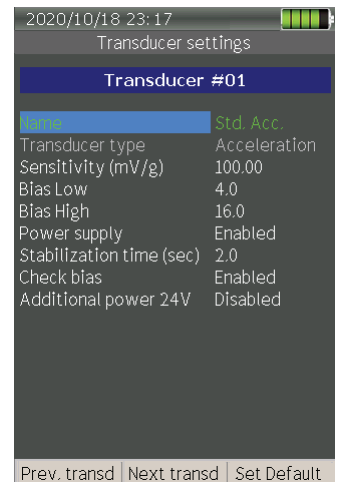 2020/10/18 23:17
Transducer settings
Transducer #01
Name Std. Acc.
Transducer type Acceleration
Sensitivity (mV/g) 100.00
Bias Low 4.0
Bias High 16.0
Power supply Enabled
Stabilization time (sec) 2.0
Check bias Enabled
Additional power 24V Disabled
Prev. transd Next transd Set Default